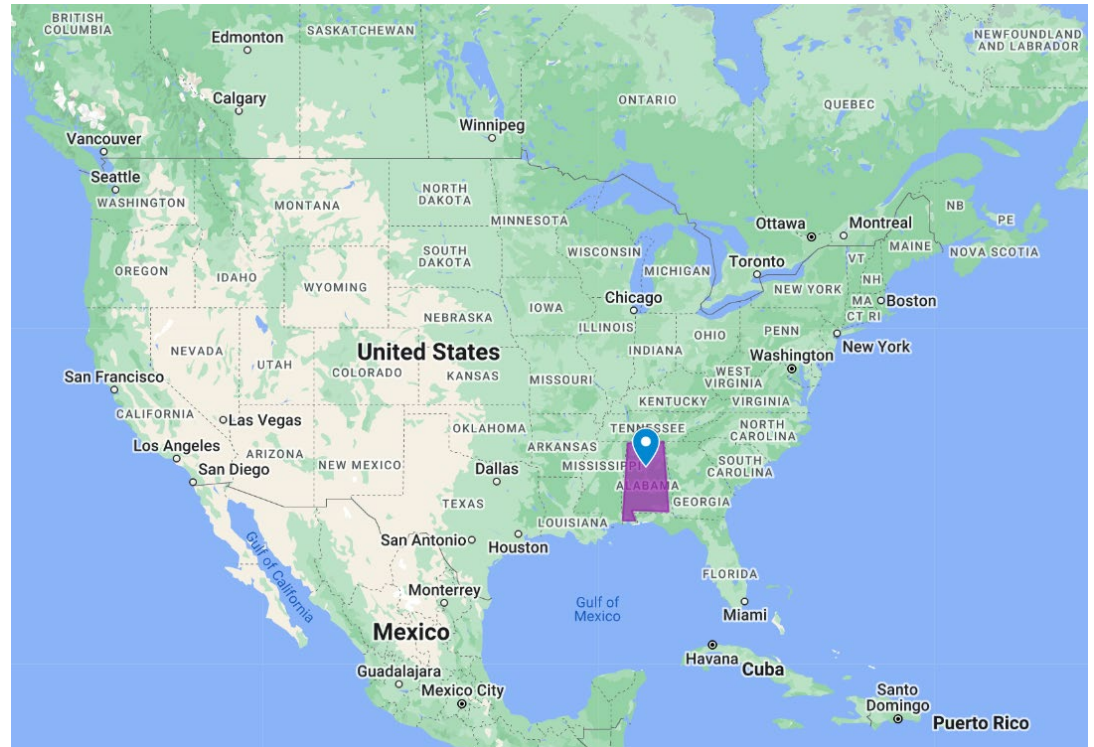 BRITISH
COLUMBIA
Edmonton
SASKATCHEWAN
NEWFOUNDLAND
AND LABRADOR
Calgary
ONTARIO
QUEBEC
Winnipeg
Vancouver
Seattle
WASHINGTON
MONTANA
NORTH
DAKOTA
MINNESOTA
Ottawa
Montreal
NB
PE
MAINE
NOVA SCOTIA
OREGON
IDAHO
WYOMING
SOUTH
DAKOTA
WISCONSIN
MICHIGAN
Toronto
VT
NH
NEW YORK
MA
Boston
CT RI
NEBRASKA
IOWA
Chicago
ILLINOIS
INDIANA
OHIO
PENN
New York
Washington
NEVADA
UTAH
United States
COLORADO
KANSAS
MISSOURI
WEST
VIRGINIA
KENTUCKY
VIRGINIA
San Francisco
CALIFORNIA
Las Vegas
Los Angeles
San Diego
ARIZONA
NEW MEXICO
OKLAHOMA
ARKANSAS
TENNESSEE
NORTH
CAROLINA
SOUTH
CAROLINA
Dallas
MISSISSIPPI
ALABAMA
GEORGIA
TEXAS
LOUISIANA
San Antonio
Houston
Gulf of California
FLORIDA
Monterrey
Gulf of
Mexico
Miami
Mexico
Havana
Cuba
Guadalajara
Mexico City
Santo
Domingo
Puerto Rico